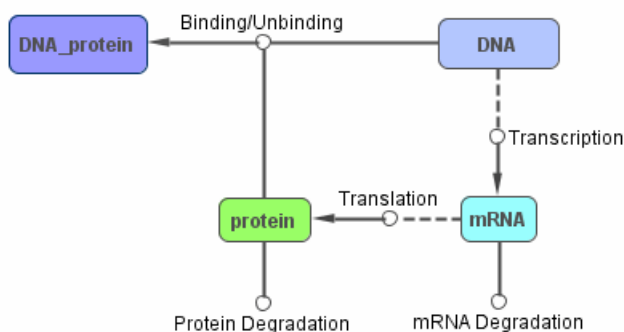 Binding/Unbinding
DNA_protein
DNA
Transcription
Translation
protein
mRNA
Protein Degradation
mRNA Degradation